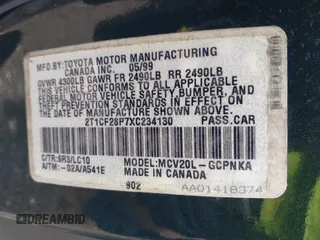 MFD.BY:TOYOTA MOTOR MANUFACTURING
CANADA INC. 05/99
GVWR 4300LB GAWR FR 2490LB RR 2490LB
THIS VEHICLE CONFORMS TO ALL APPLICABLE
FEDERAL MOTOR VEHICLE SAFETY, BUMPER, AND
THEFT PREVENTION STANDARDS IN EFFECT ON
THE DATE OF MANUFACTURE SHOWN ABOVE.
2T1CF28P7XC234130 PASS.CAR
C/TR:6R3/LC10 MODEL:MCV20L-GCPNKA
A/TM:-02A/A541E MADE IN CANADA
902
AA01418374
DREAMBID